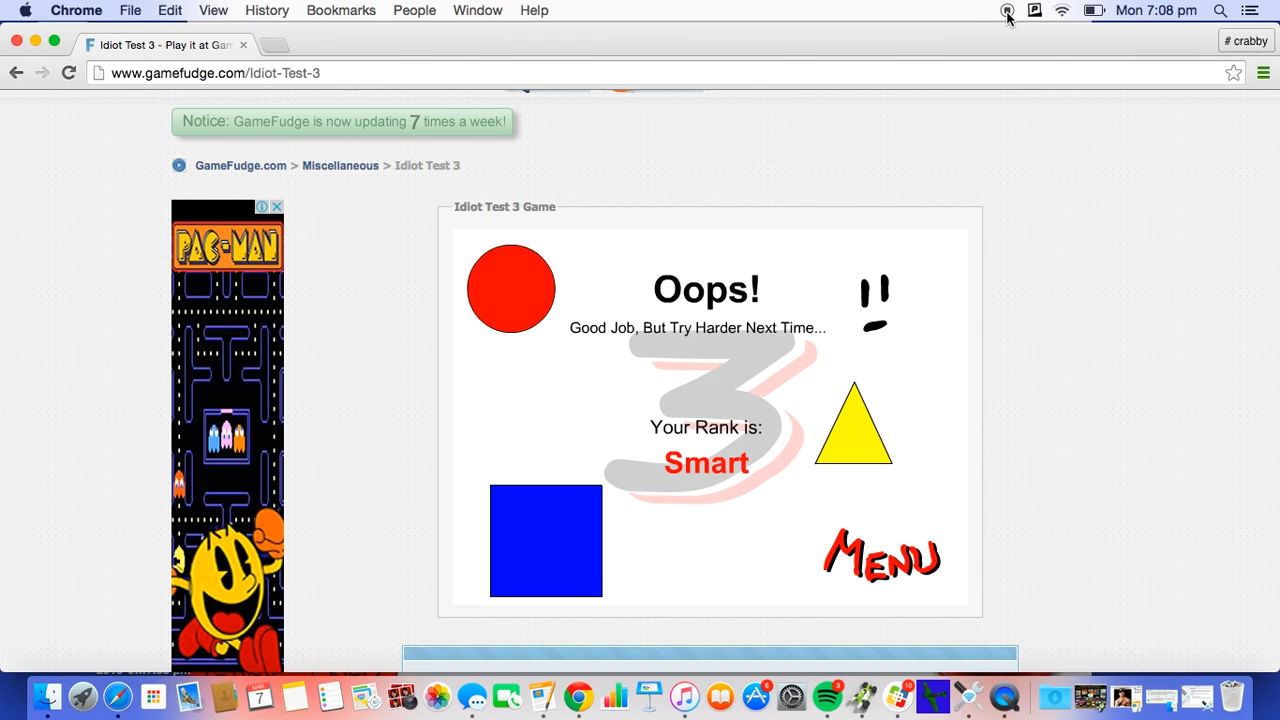 Chrome File Edit View History Bookmarks People Window Help
P
Mon 7:08 pm
Idiot Test 3 - Play it at Gam
# crabby
www.gamefudge.com/Idiot-Test-3
Notice: GameFudge is now updating 7 times a week!
GameFudge.com > Miscellaneous > Idiot Test 3
PAC-MAN
Idiot Test 3 Game
Oops!
Good Job, But Try Harder Next Time...
3
Your Rank is:
Smart
MENU